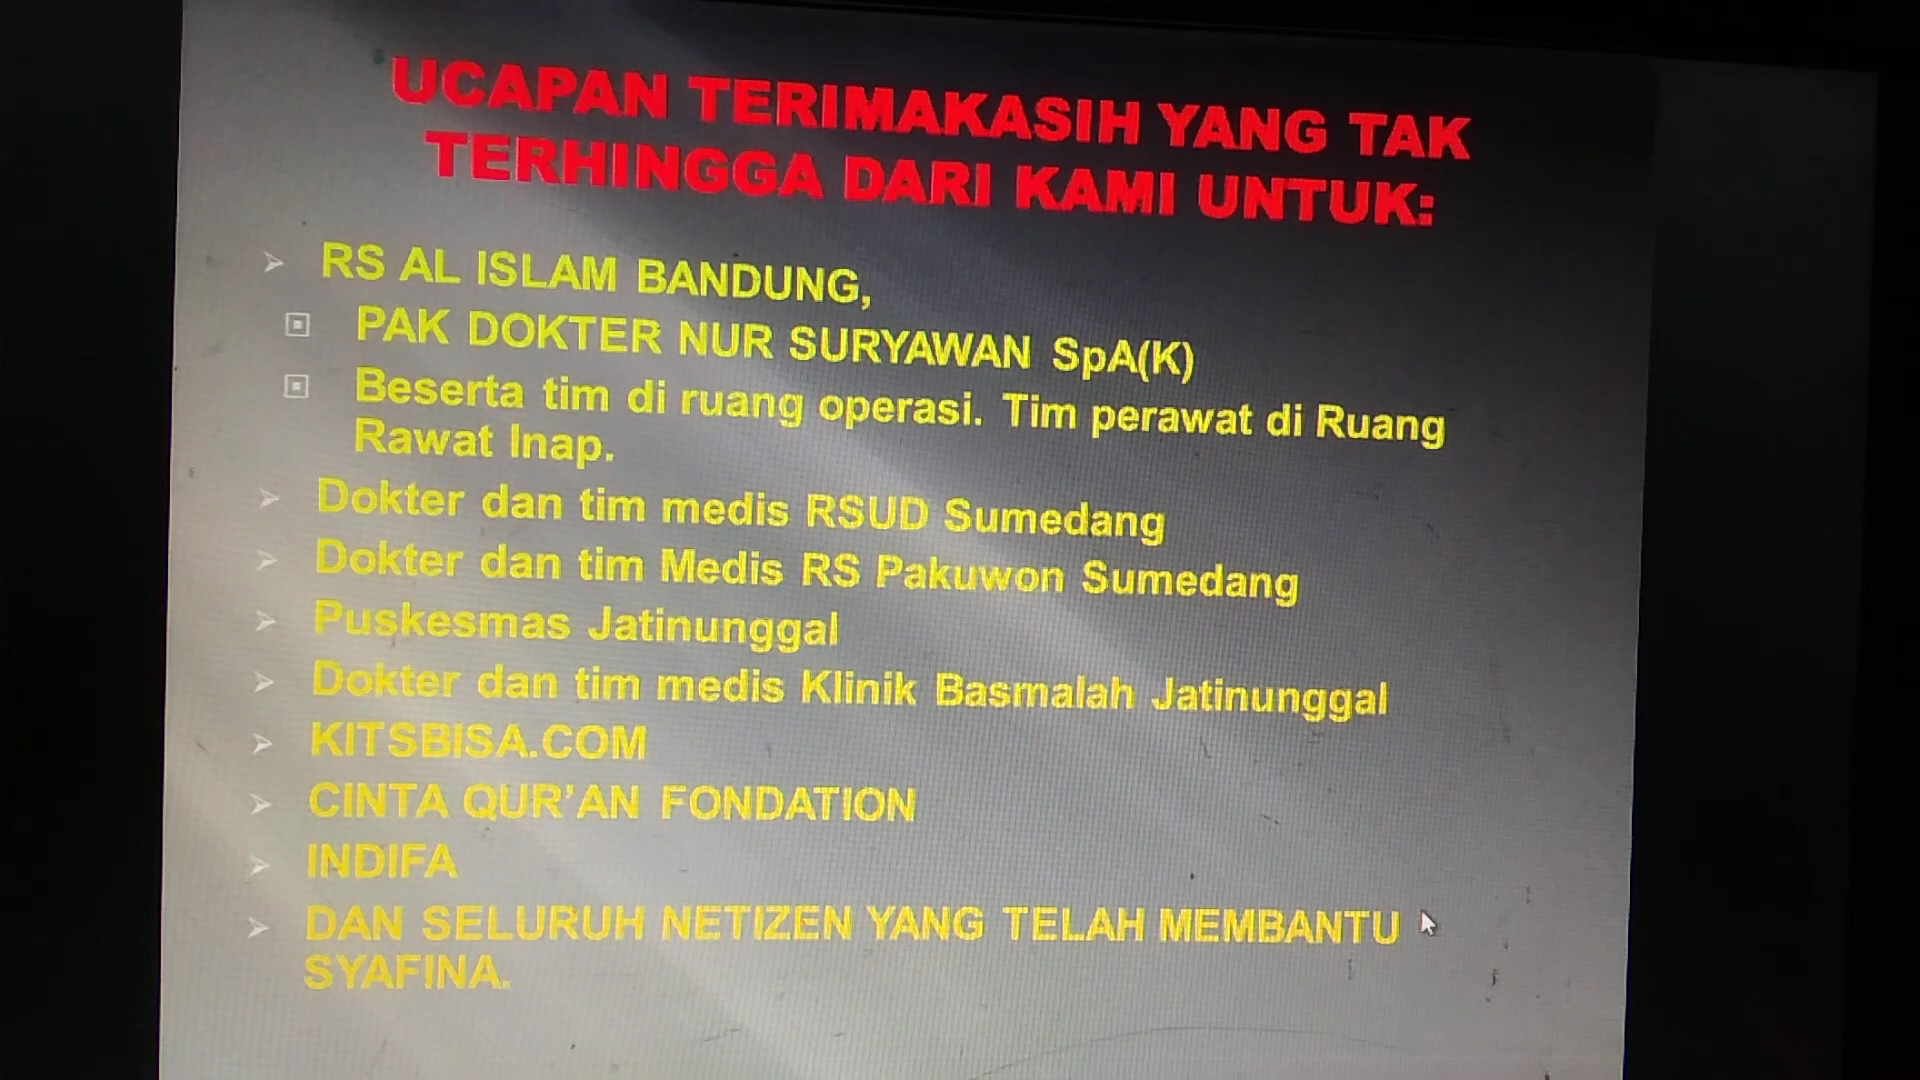 UCAPAN TERIMAKASIH YANG TAK
TERHINGGA DARI KAMI UNTUK:
RS AL ISLAM BANDUNG,
PAK DOKTER NUR SURYAWAN SpA(K)
Beserta tim di ruang operasi. Tim perawat di Ruang
Rawat Inap.
Dokter dan tim medis RSUD Sumedang
Dokter dan tim Medis RS Pakuwon Sumedang
Puskesmas Jatinunggal
Dokter dan tim medis Klinik Basmalah Jatinunggal
KITSBISA.COM
CINTA QUR'AN FONDATION
INDIFA
DAN SELURUH NETIZEN YANG TELAH MEMBANTU
SYAFINA.